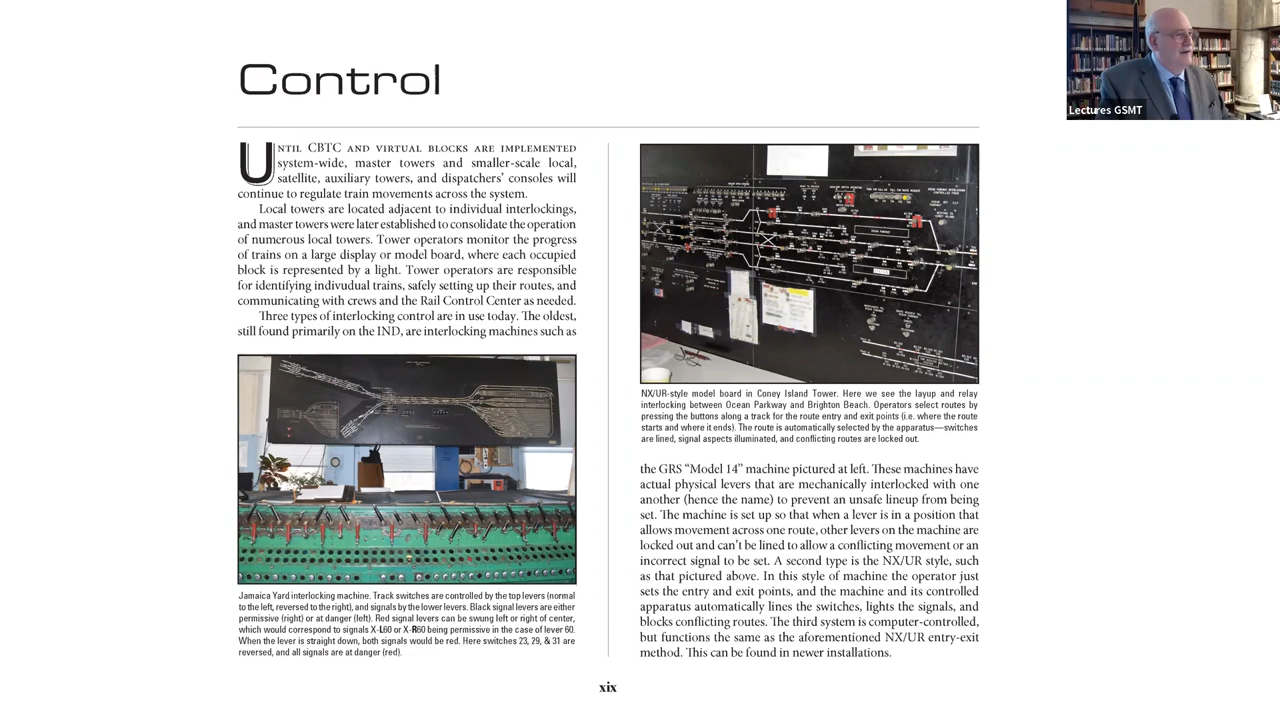 Control
UNTIL CBTC AND VIRTUAL BLOCKS ARE IMPLEMENTED
system-wide, master towers and smaller-scale local,
satellite, auxiliary towers, and dispatchers' consoles will
continue to regulate train movements across the system.
Local towers are located adjacent to individual interlockings,
and master towers were later established to consolidate the operation
of numerous local towers. Tower operators monitor the progress
of trains on a large display or model board, where each occupied
block is represented by a light. Tower operators are responsible
for identifying indivudual trains, safely setting up their routes, and
communicating with crews and the Rail Control Center as needed.
Three types of interlocking control are in use today. The oldest,
still found primarily on the IND, are interlocking machines such as
Jamaica Yard interlocking machine. Track switches are controlled by the top levers (normal
to the left, reversed to the right), and signals by the lower levers. Black signal levers are either
permissive (right) or at danger (left). Red signal levers can be swung left or right of center,
which would correspond to signals X-L60 or X-R60 being permissive in the case of lever 60.
When the lever is straight down, both signals would be red. Here switches 23, 29, & 31 are
reversed, and all signals are at danger (red).
NX/UR-style model board in Coney Island Tower. Here we see the layup and relay
interlocking between Ocean Parkway and Brighton Beach. Operators select routes by
pressing the buttons along a track for the route entry and exit points (i.e. where the route
starts and where it ends). The route is automatically selected by the apparatus—switches
are lined, signal aspects illuminated, and conflicting routes are locked out.
the GRS "Model 14" machine pictured at left. These machines have
actual physical levers that are mechanically interlocked with one
another (hence the name) to prevent an unsafe lineup from being
set. The machine is set up so that when a lever is in a position that
allows movement across one route, other levers on the machine are
locked out and can't be lined to allow a conflicting movement or an
incorrect signal to be set. A second type is the NX/UR style, such
as that pictured above. In this style of machine the operator just
sets the entry and exit points, and the machine and its controlled
apparatus automatically lines the switches, lights the signals, and
blocks conflicting routes. The third system is computer-controlled,
but functions the same as the aforementioned NX/UR entry-exit
method. This can be found in newer installations.
xix
Lectures GSMT